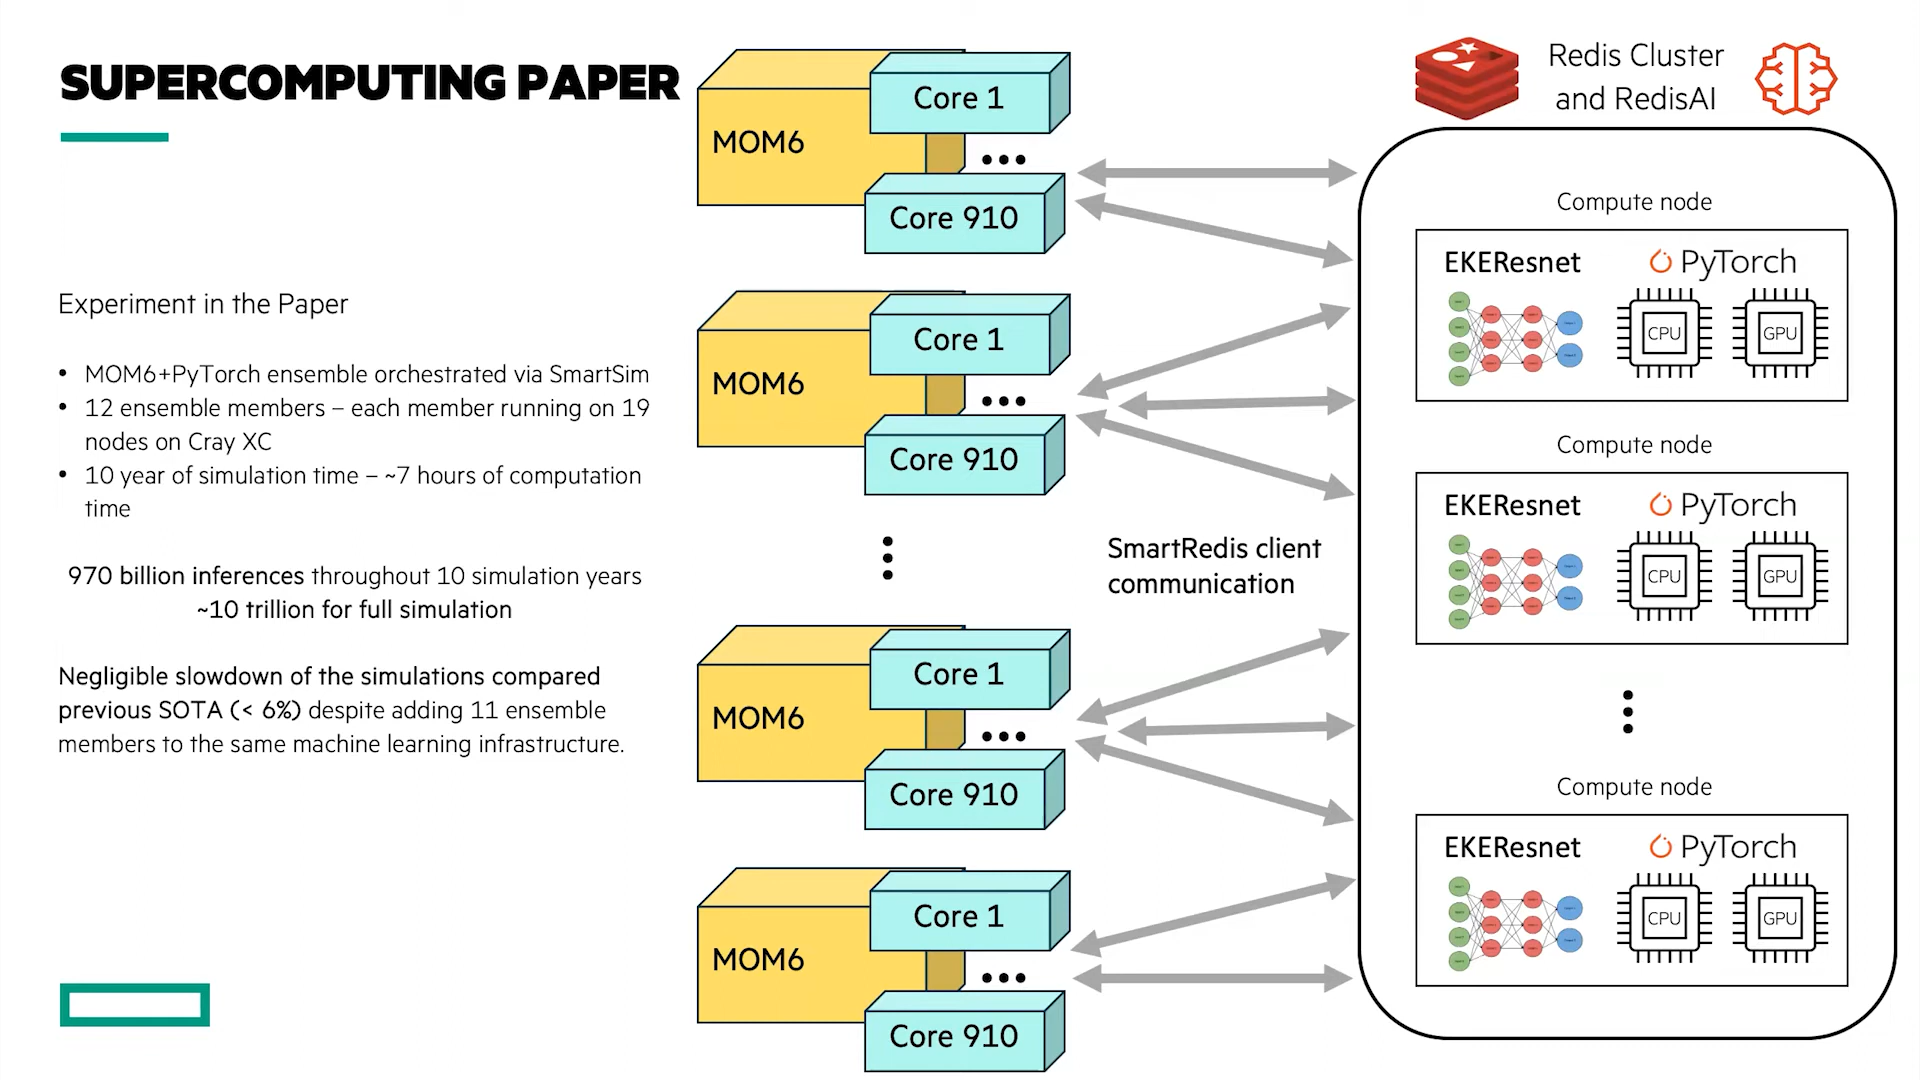 SUPERCOMPUTING PAPER
Experiment in the Paper
• MOM6+PyTorch ensemble orchestrated via SmartSim
• 12 ensemble members – each member running on 19
nodes on Cray XC
• 10 year of simulation time – ~7 hours of computation
time
970 billion inferences throughout 10 simulation years
~10 trillion for full simulation
Negligible slowdown of the simulations compared
previous SOTA (< 6%) despite adding 11 ensemble
members to the same machine learning infrastructure.
MOM6
Core 1
...
Core 910
MOM6
Core 1
...
Core 910
MOM6
Core 1
...
Core 910
MOM6
Core 1
...
Core 910
SmartRedis client
communication
Redis Cluster
and RedisAI
Compute node
EKEResnet
PyTorch
CPU
GPU
Compute node
EKEResnet
PyTorch
CPU
GPU
Compute node
EKEResnet
PyTorch
CPU
GPU